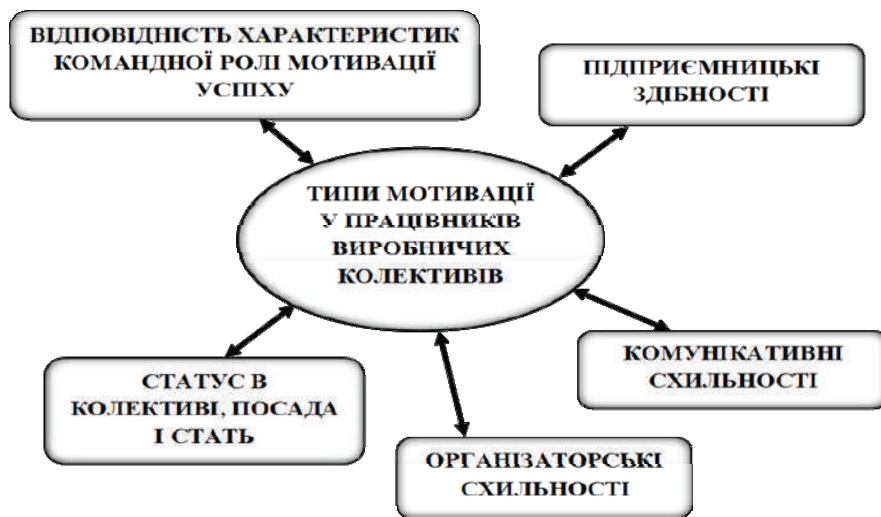 ВІДПОВІДНІСТЬ ХАРАКТЕРИСТИК
КОМАНДНОЇ РОЛІ МОТИВАЦІЇ
УСПІХУ
ПІДПРИЄМНИЦЬКІ
ЗДІБНОСТІ
ТИПИ МОТИВАЦІЇ
У ПРАЦІВНИКІВ
ВИРОБНИЧИХ
КОЛЕКТИВІВ
КОМУНІКАТИВНІ
СХИЛЬНОСТІ
СТАТУС В
КОЛЕКТИВІ, ПОСАДА
І СТАТЬ
ОРГАНІЗАТОРСЬКІ
СХИЛЬНОСТІ